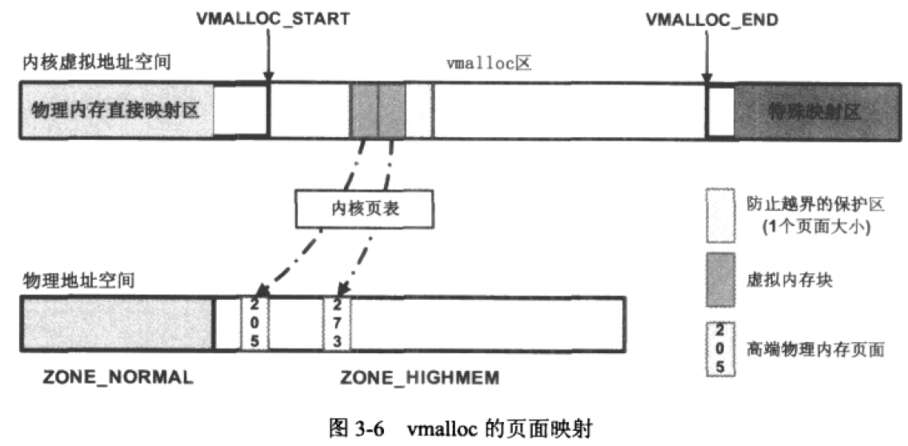 VMALLOC_START
VMALLOC_END
内核虚拟地址空间
vmalloc区
物理内存直接映射区
特殊映射区
内核页表
防止越界的保护区
(1个页面大小)
虚拟内存块
物理地址空间
205
273
205
高端物理内存页面
ZONE_NORMAL
ZONE_HIGHMEM
图 3-6 vmalloc 的页面映射